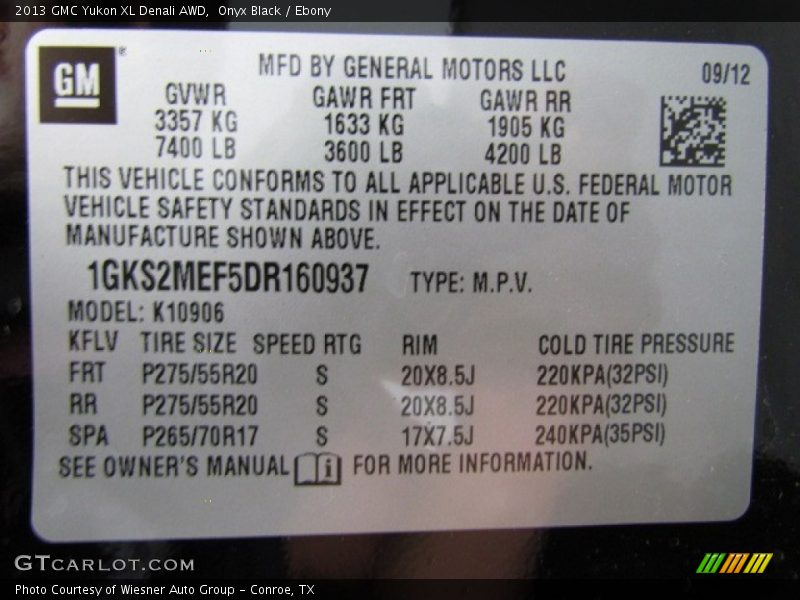 2013 GMC Yukon XL Denali AWD,  Onyx Black / Ebony
GM ®
MFD BY GENERAL MOTORS LLC 09/12
GVWR GAWR FRT GAWR RR
3357 KG 1633 KG 1905 KG
7400 LB 3600 LB 4200 LB
THIS VEHICLE CONFORMS TO ALL APPLICABLE U.S. FEDERAL MOTOR
VEHICLE SAFETY STANDARDS IN EFFECT ON THE DATE OF
MANUFACTURE SHOWN ABOVE.
1GKS2MEF5DR160937 TYPE: M.P.V.
MODEL: K10906
KFLV TIRE SIZE SPEED RTG RIM COLD TIRE PRESSURE
FRT P275/55R20 S 20X8.5J 220KPA(32PSI)
RR P275/55R20 S 20X8.5J 220KPA(32PSI)
SPA P265/70R17 S 17X7.5J 240KPA(35PSI)
SEE OWNER'S MANUAL i FOR MORE INFORMATION.
GTCARLOT.COM
Photo Courtesy of Wiesner Auto Group - Conroe, TX